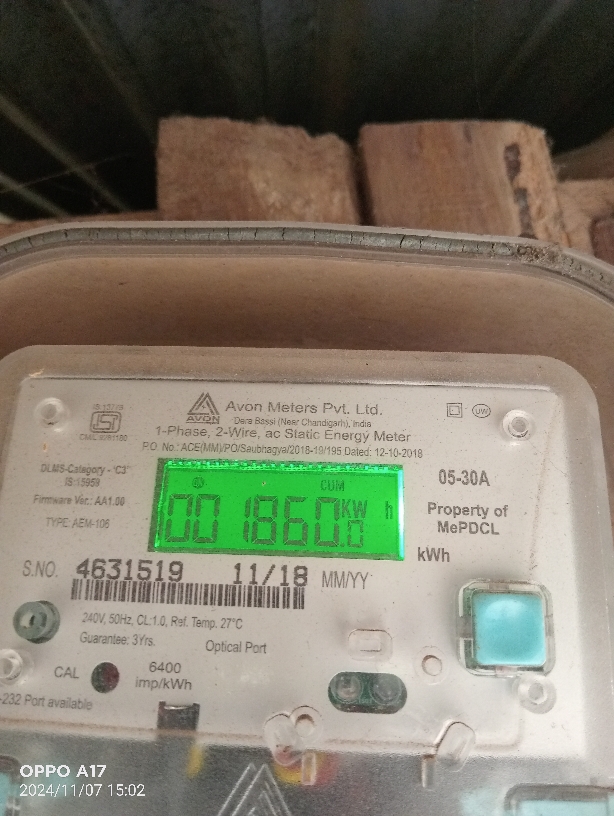 AVON
Avon Meters Pvt. Ltd.
Dera Bassi (Near Chandigarh), India
1-Phase, 2-Wire, ac Static Energy Meter
P.O. No.: ACE(MM)/PO/Saubhagya/2018-19/195 Dated: 12-10-2018
ISI
UW
DLMS-Category - "C3"
IS:15959
Firmware Ver.: AA1.00
TYPE: AEM-106
CUM
001860.0 KW h
05-30A
Property of
MePDCL
kWh
S.NO. 4631519 11/18 MM/YY
240V, 50Hz, CL:1.0, Ref. Temp. 27°C
Guarantee: 3Yrs.
Optical Port
CAL
6400
imp/kWh
-232 Port available
OPPO A17
2024/11/07 15:02